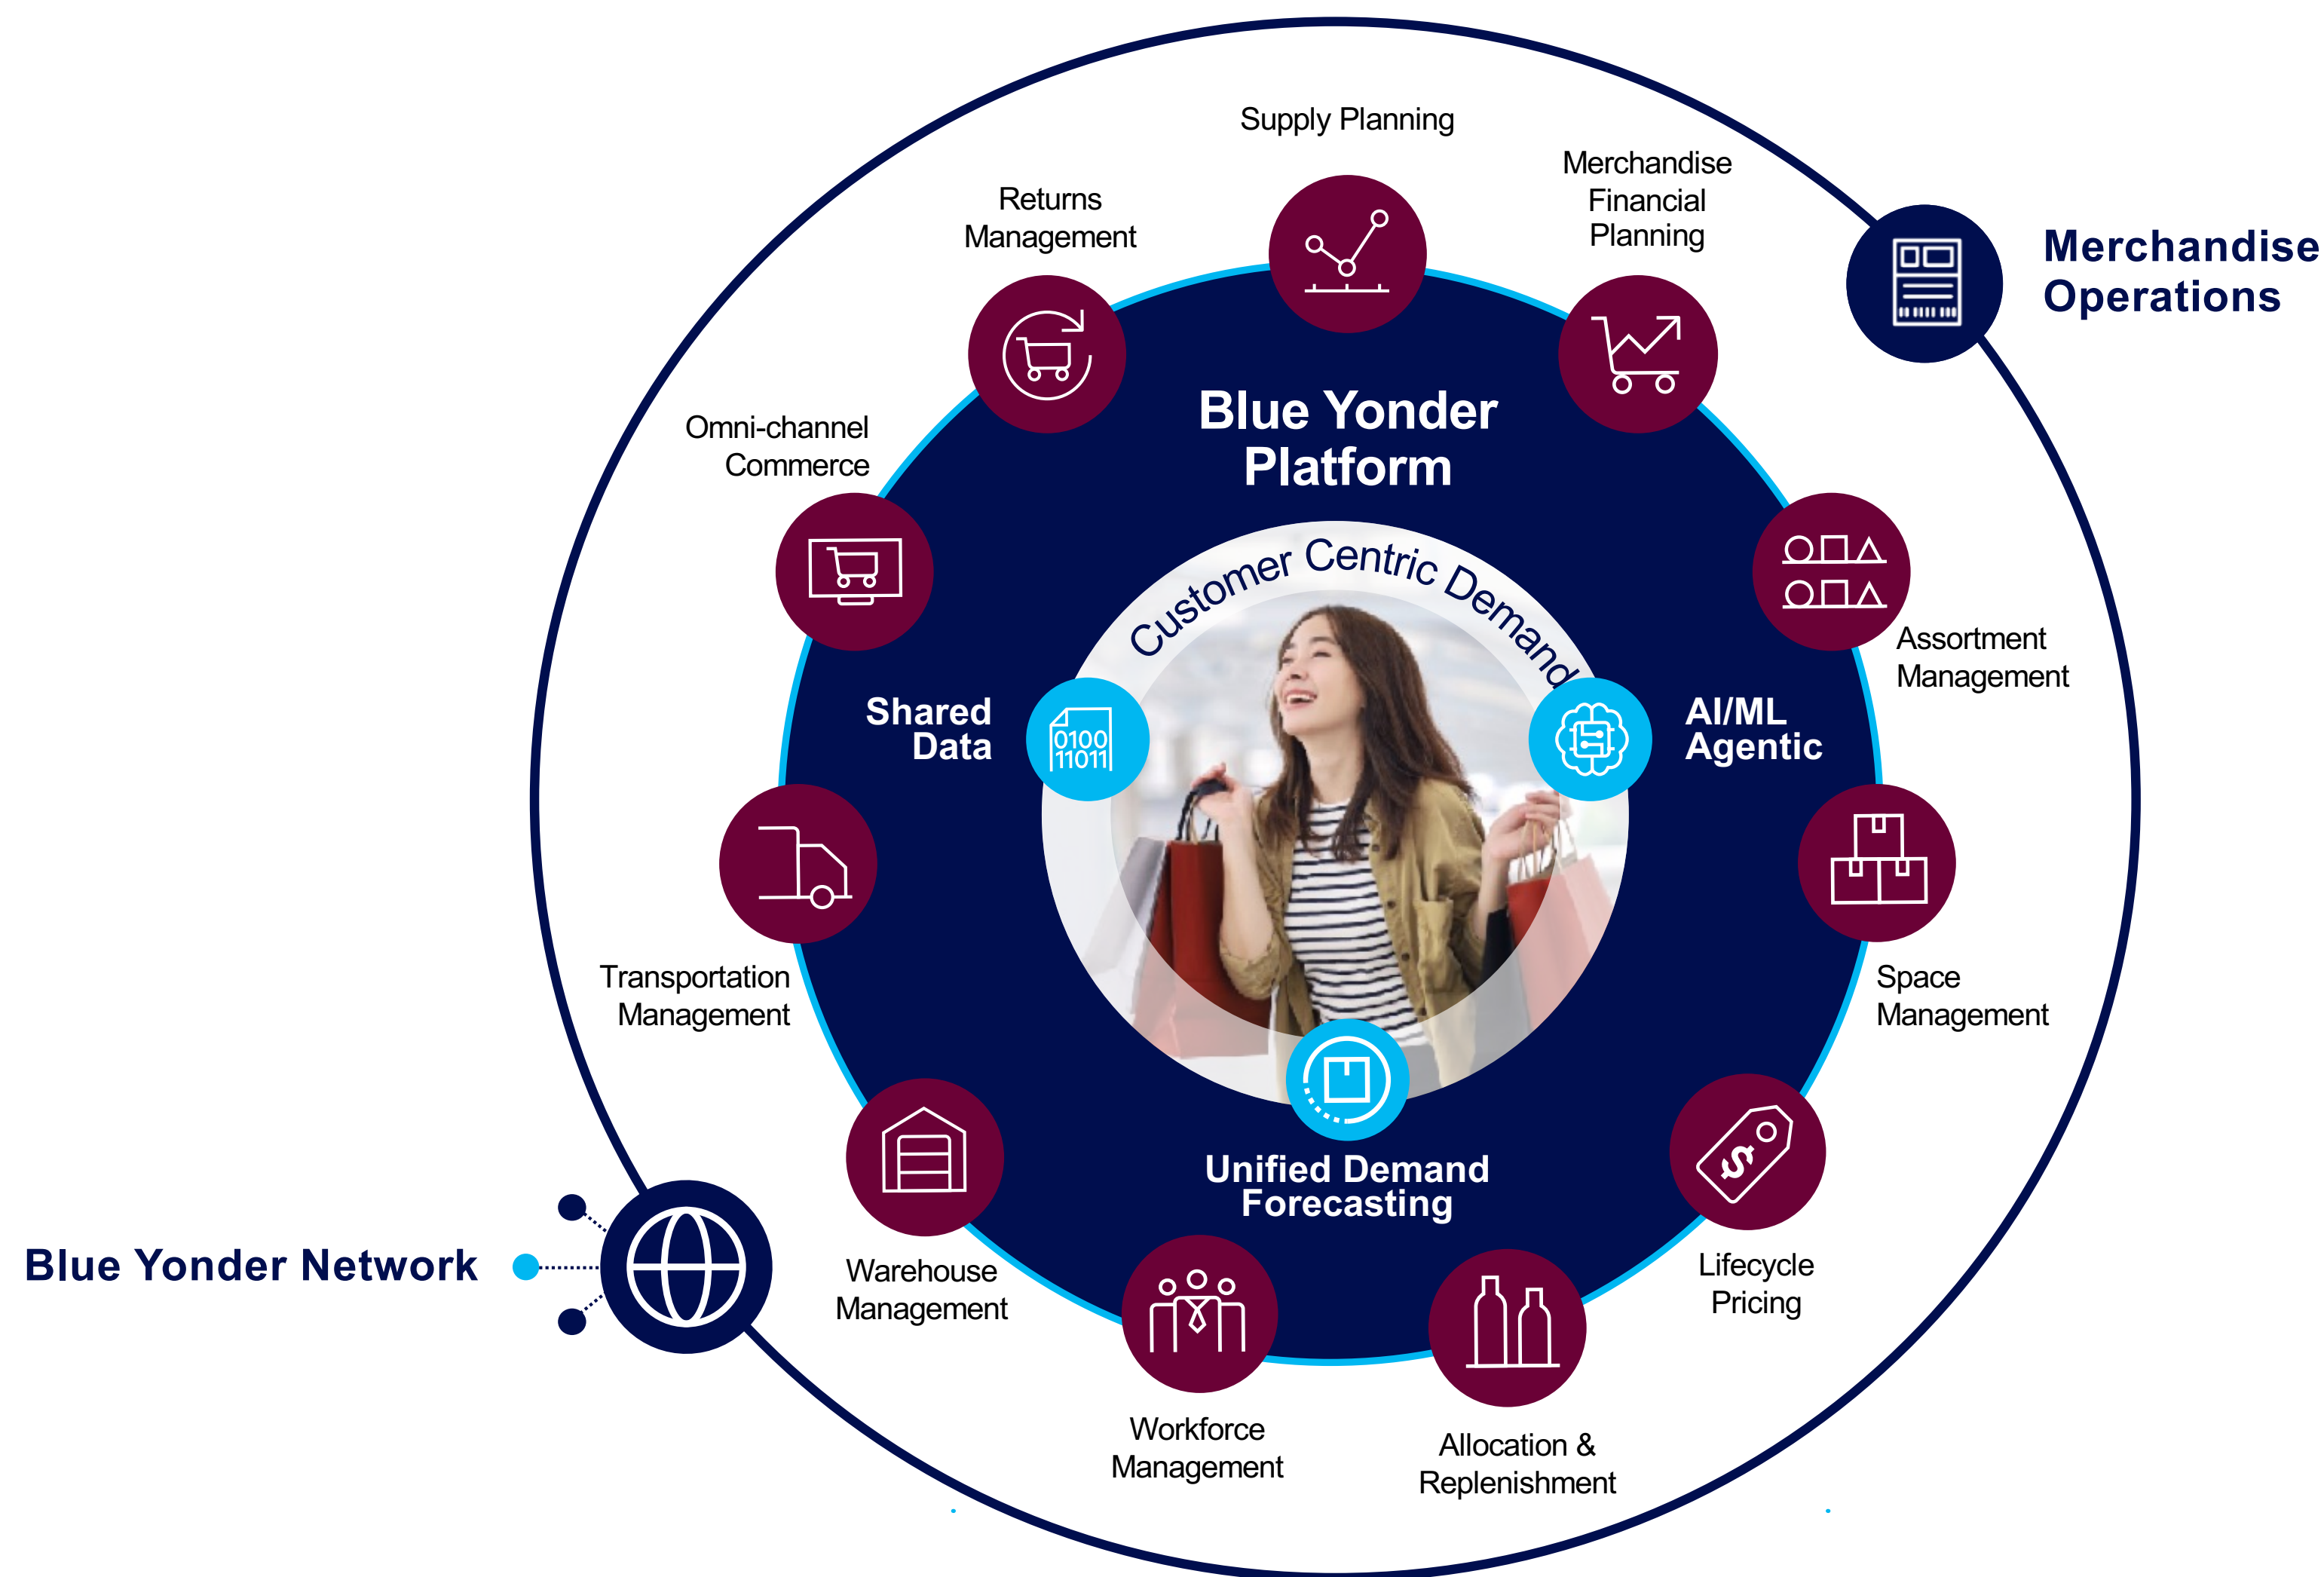 Supply Planning
Merchandise
Financial
Planning
Returns
Management
Merchandise
Operations
Blue Yonder
Platform
Omni-channel
Commerce
Customer Centric Demand
Assortment
Management
Shared
Data
0100
11011
AI/ML
Agentic
Transportation
Management
Space
Management
Unified Demand
Forecasting
$
Blue Yonder Network
Warehouse
Management
Lifecycle
Pricing
Workforce
Management
Allocation &
Replenishment